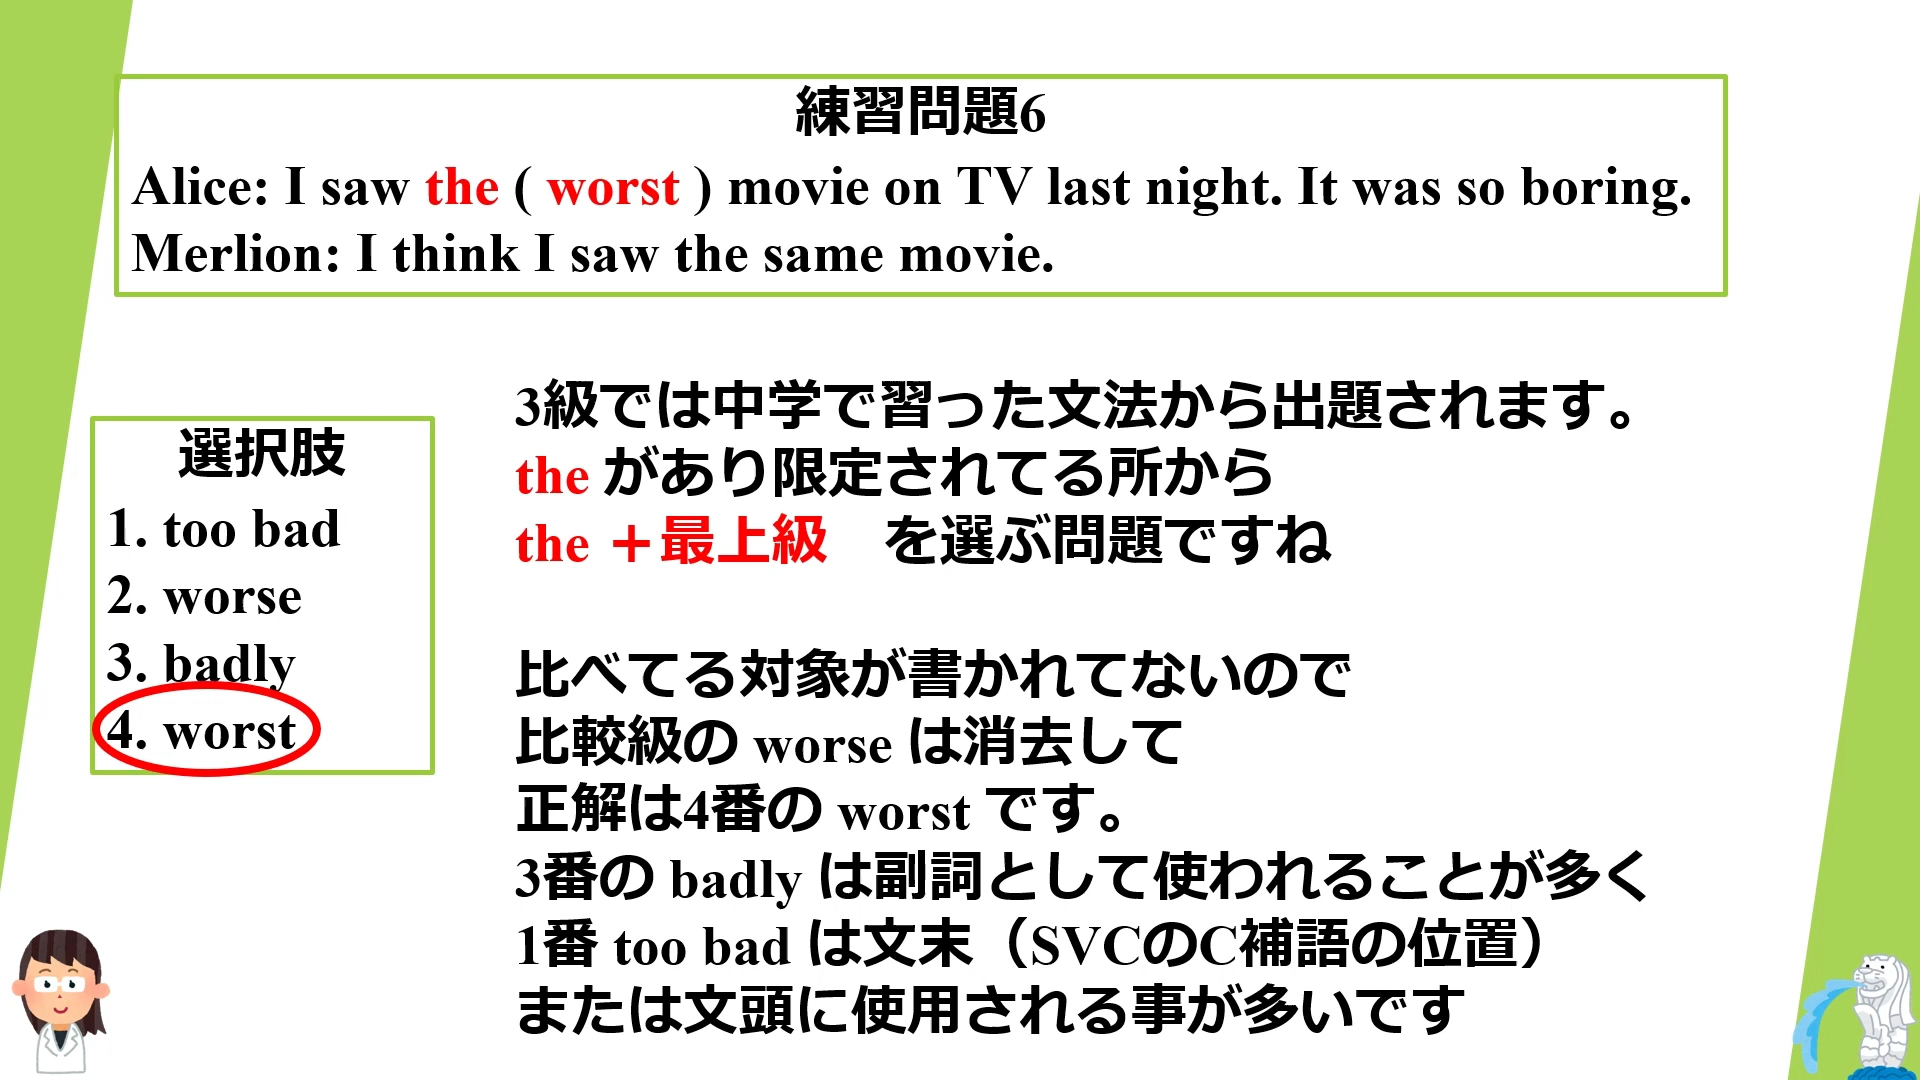 練習問題6
Alice: I saw the ( worst ) movie on TV last night. It was so boring.
Merlion: I think I saw the same movie.
選択肢
1. too bad
2. worse
3. badly
4. worst
3級では中学で習った文法から出題されます。
the があり限定されてる所から
the ＋最上級　を選ぶ問題ですね
比べてる対象が書かれてないので
比較級の worse は消去して
正解は4番の worst です。
3番の badly は副詞として使われることが多く
1番 too bad は文末（SVCのC補語の位置）
または文頭に使用される事が多いです